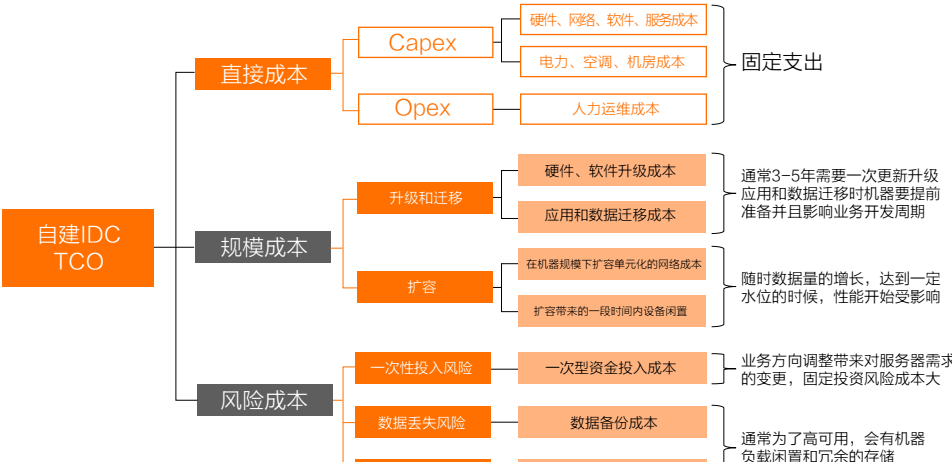 自建IDC
TCO
直接成本
Capex
硬件、网络、软件、服务成本
电力、空调、机房成本
Opex
人力运维成本
固定支出
规模成本
升级和迁移
硬件、软件升级成本
应用和数据迁移成本
通常3-5年需要一次更新升级
应用和数据迁移时机器要提前
准备并且影响业务开发周期
扩容
在机器规模下扩容单元化的网络成本
扩容带来的一段时间内设备闲置
随时数据量的增长，达到一定
水位的时候，性能开始受影响
风险成本
一次性投入风险
一次型资金投入成本
业务方向调整带来对服务器需求
的变更，固定投资风险成本大
数据丢失风险
数据备份成本
通常为了高可用，会有机器
负载闲置和冗余的存储